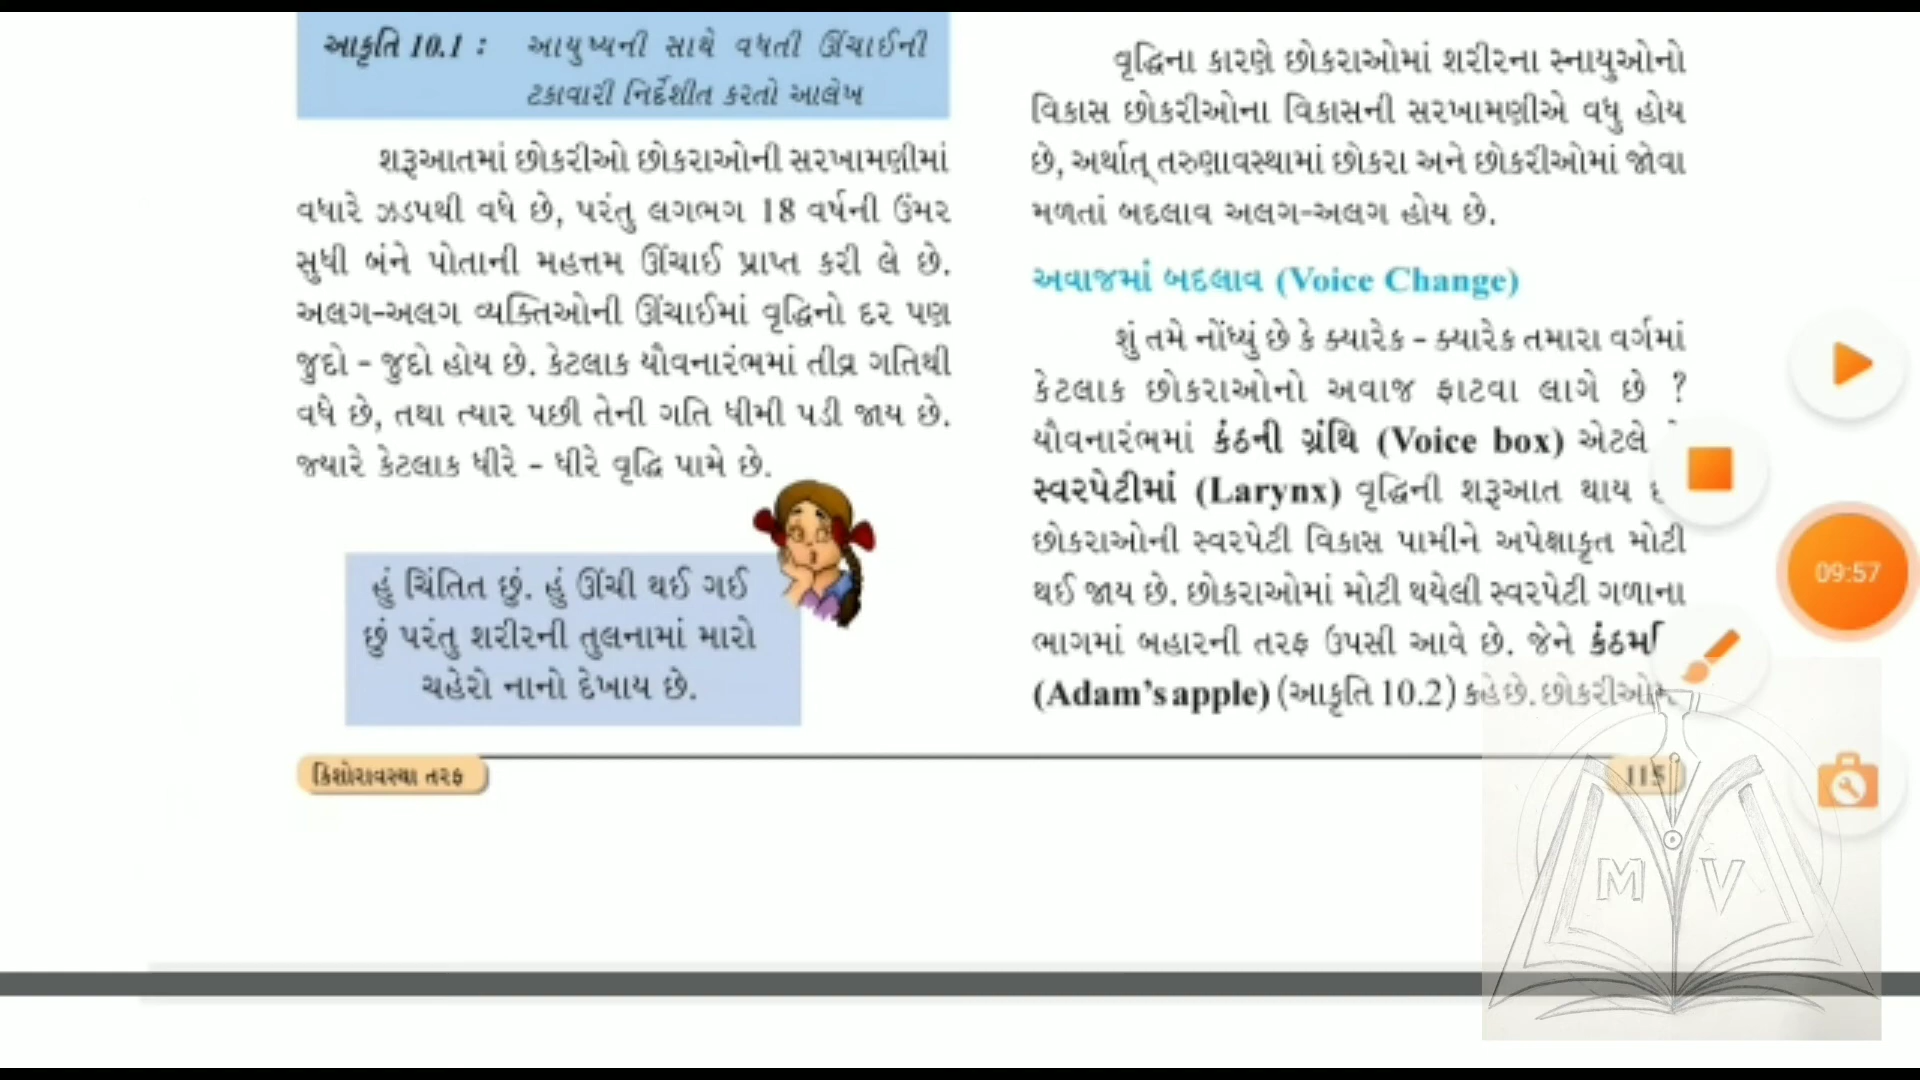 આકૃતિ 10.1 : આયુષ્યની સાથે વધતી ઊંચાઈની
ટકાવારી નિર્દેશીત કરતો આલેખ
શરૂઆતમાં છોકરીઓ છોકરાઓની સરખામણીમાં
વધારે ઝડપથી વધે છે, પરંતુ લગભગ 18 વર્ષની ઉંમર
સુધી બંને પોતાની મહત્તમ ઊંચાઈ પ્રાપ્ત કરી લે છે.
અલગ-અલગ વ્યક્તિઓની ઊંચાઈમાં વૃદ્ધિનો દર પણ
જુદો - જુદો હોય છે. કેટલાક યૌવનારંભમાં તીવ્ર ગતિથી
વધે છે, તથા ત્યાર પછી તેની ગતિ ધીમી પડી જાય છે.
જ્યારે કેટલાક ધીરે - ધીરે વૃદ્ધિ પામે છે.
હું ચિંતિત છું. હું ઊંચી થઈ ગઈ
છું પરંતુ શરીરની તુલનામાં મારો
ચહેરો નાનો દેખાય છે.
કિશોરાવસ્થા તરફ
વૃદ્ધિના કારણે છોકરાઓમાં શરીરના સ્નાયુઓનો
વિકાસ છોકરીઓના વિકાસની સરખામણીએ વધુ હોય
છે, અર્થાત્ તરુણાવસ્થામાં છોકરા અને છોકરીઓમાં જોવા
મળતાં બદલાવ અલગ-અલગ હોય છે.
અવાજમાં બદલાવ (Voice Change)
શું તમે નોંધ્યું છે કે ક્યારેક - ક્યારેક તમારા વર્ગમાં
કેટલાક છોકરાઓનો અવાજ ફાટવા લાગે છે ?
યૌવનારંભમાં કંઠની ગ્રંથિ (Voice box) એટલે
સ્વરપેટીમાં (Larynx) વૃદ્ધિની શરૂઆત થાય
છોકરાઓની સ્વરપેટી વિકાસ પામીને અપેક્ષાકૃત મોટી
થઈ જાય છે. છોકરાઓમાં મોટી થયેલી સ્વરપેટી ગળાના
ભાગમાં બહારની તરફ ઉપસી આવે છે. જેને
(Adam's apple) (આકૃતિ 10.2) કહે છે.
115
09:57
M V